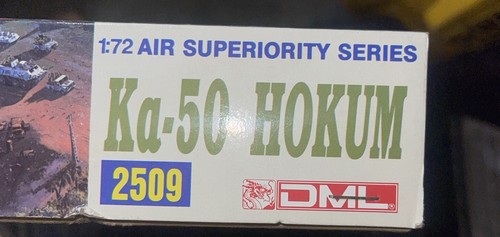 1:72 AIR SUPERIORITY SERIES
Ka-50 HOKUM
2509
DML